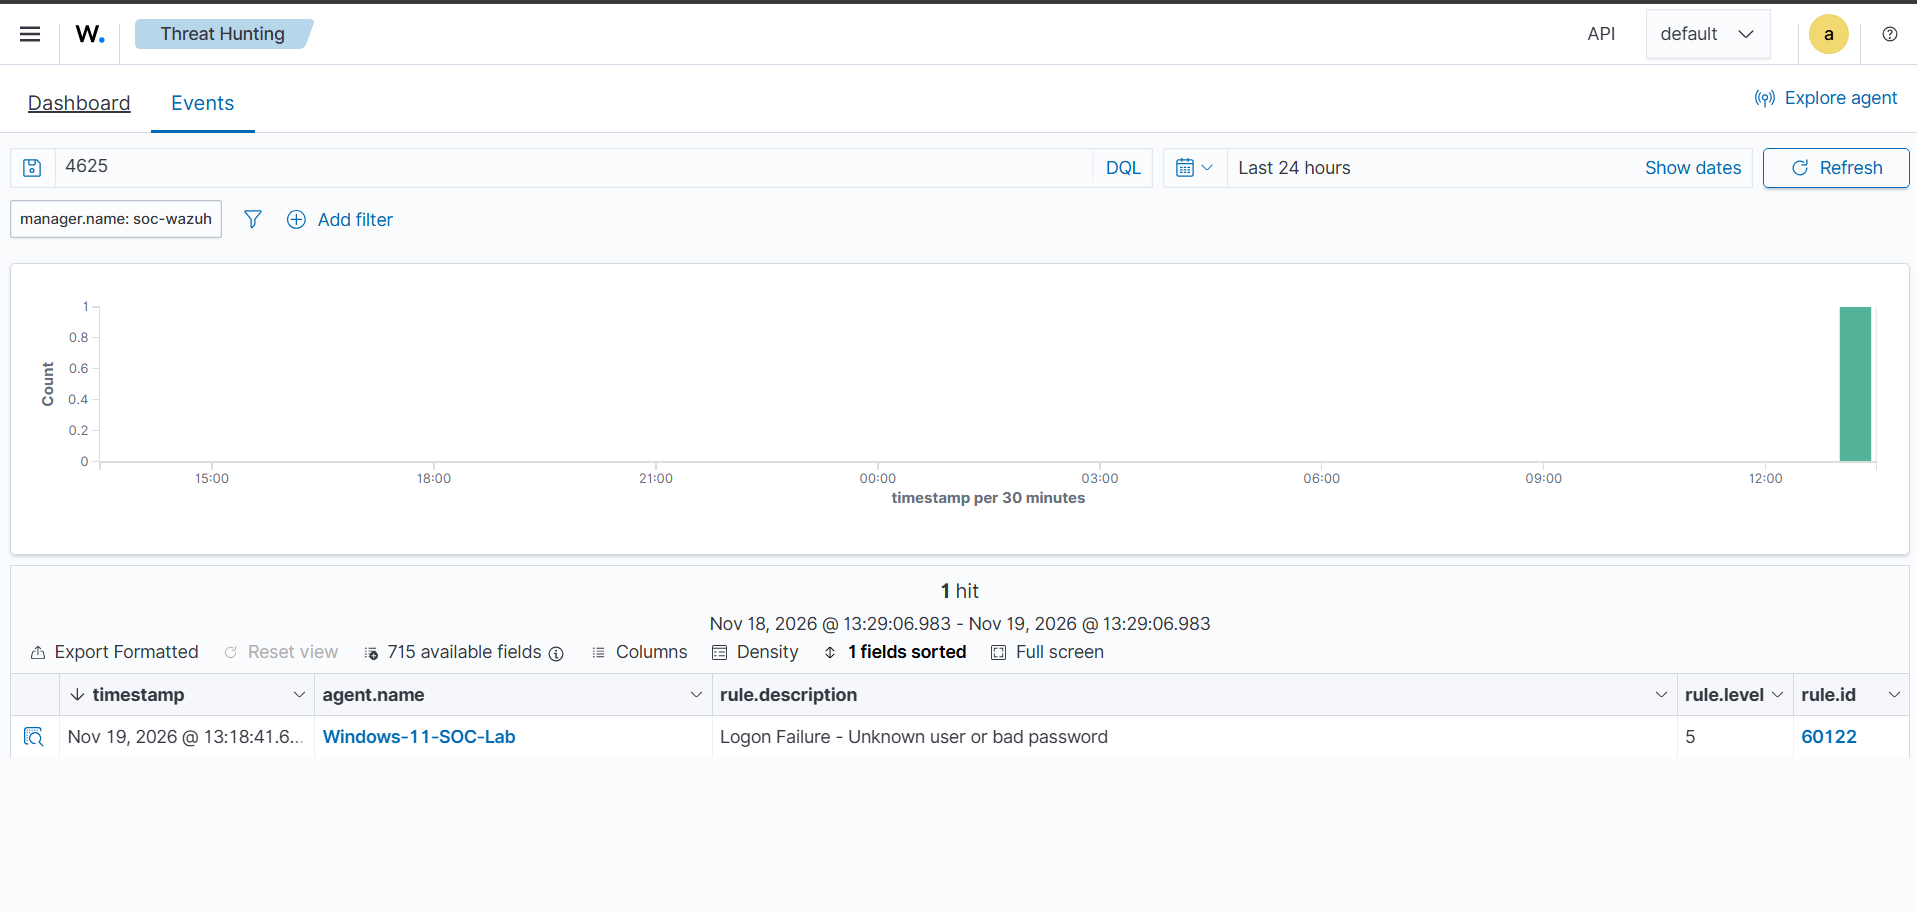 W. Threat Hunting API default a
Dashboard Events Explore agent
4625 DQL Last 24 hours Show dates Refresh
manager.name: soc-wazuh Add filter
1
0.8
0.6
0.4
0.2
0
Count
15:00 18:00 21:00 00:00 03:00 06:00 09:00 12:00
timestamp per 30 minutes
1 hit
Nov 18, 2026 @ 13:29:06.983 - Nov 19, 2026 @ 13:29:06.983
Export Formatted Reset view 715 available fields Columns Density 1 fields sorted Full screen
timestamp agent.name rule.description rule.level rule.id
Nov 19, 2026 @ 13:18:41.6... Windows-11-SOC-Lab Logon Failure - Unknown user or bad password 5 60122